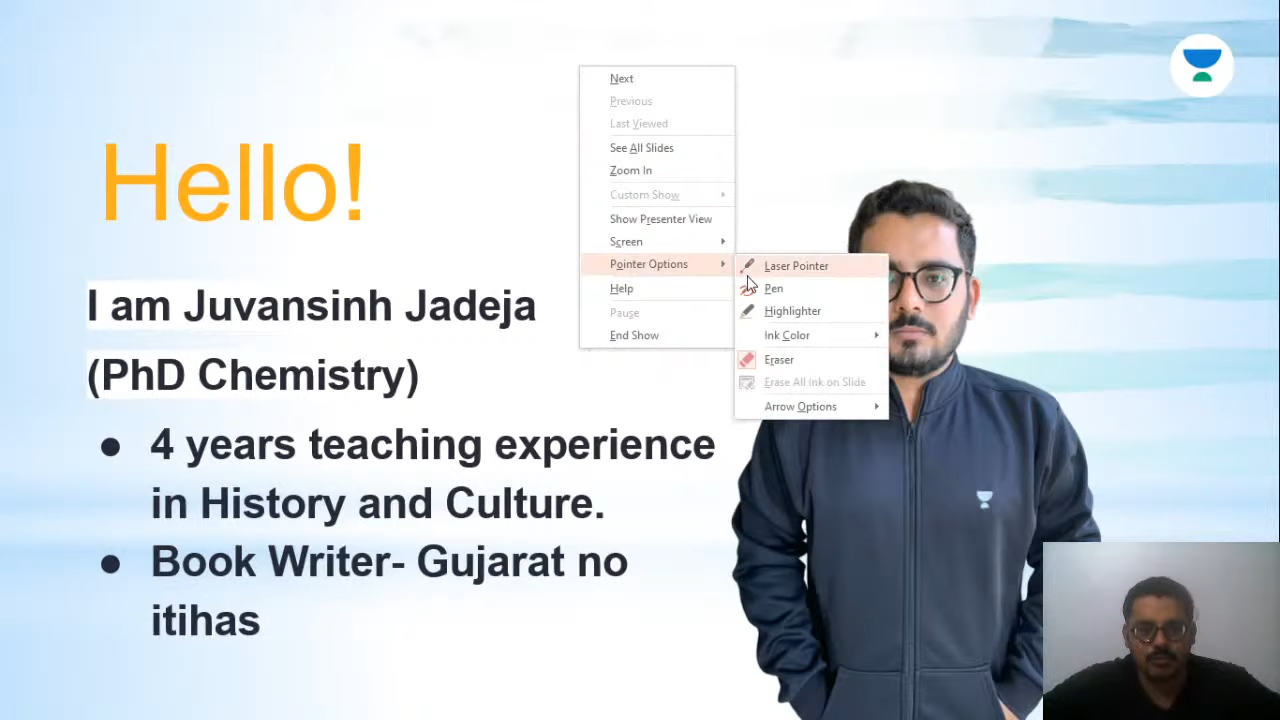 Hello!
I am Juvansinh Jadeja
(PhD Chemistry)
● 4 years teaching experience
in History and Culture.
● Book Writer- Gujarat no
itihas
Next
Previous
Last Viewed
See All Slides
Zoom In
Custom Show
Show Presenter View
Screen
Pointer Options
Help
Pause
End Show
Laser Pointer
Pen
Highlighter
Ink Color
Eraser
Erase All Ink on Slide
Arrow Options